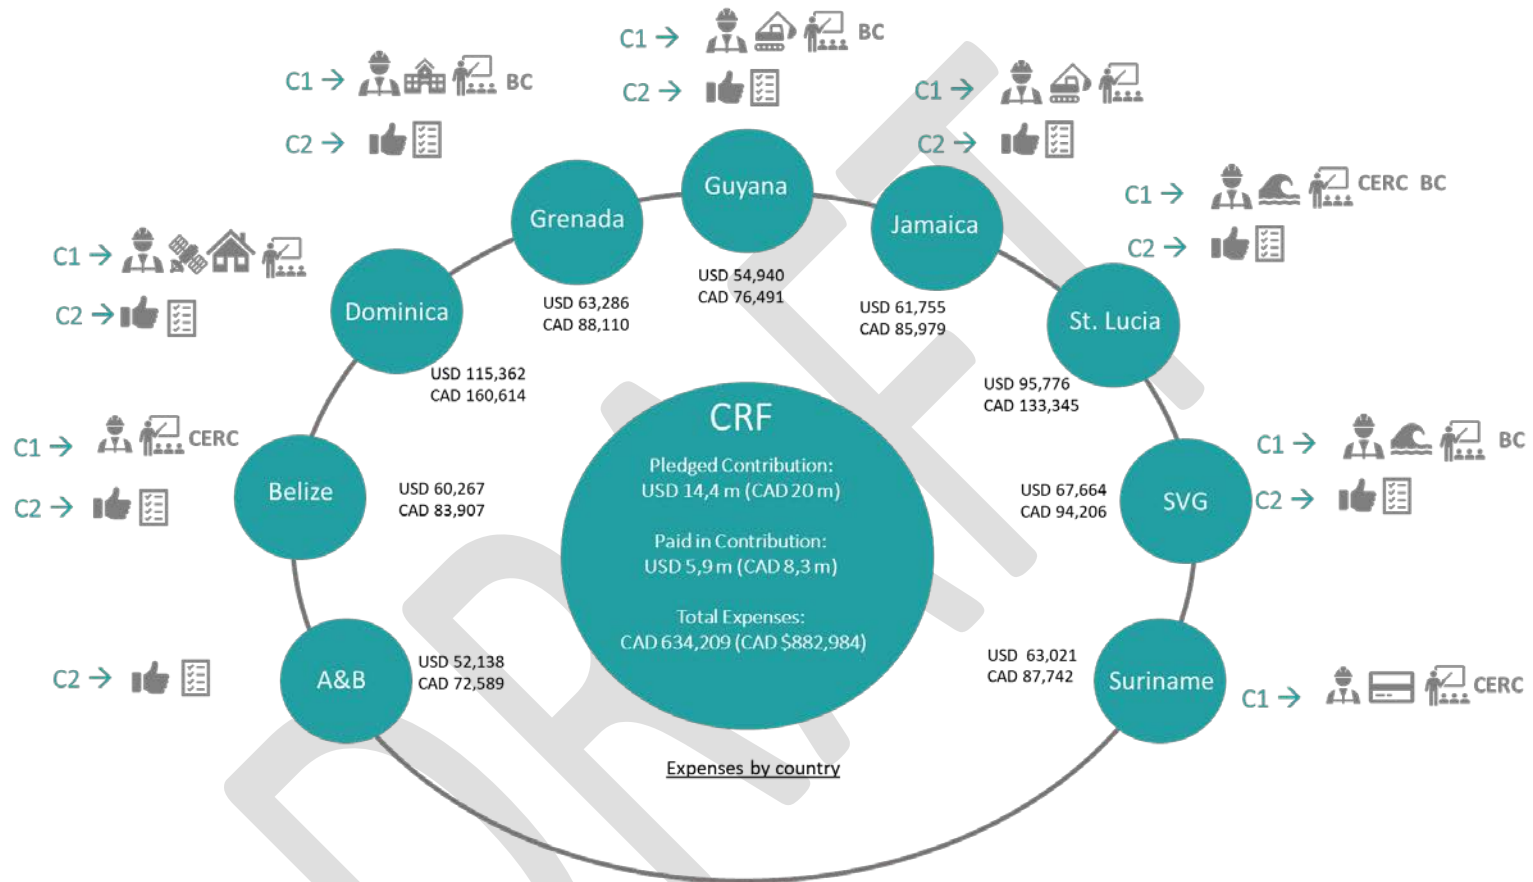 C1 → BC
C2 →
C1 → BC
C2 →
C1 →
C2 →
C1 → CERC BC
C2 →
C1 →
C2 →
C1 → CERC
C2 →
C1 → BC
C2 →
C2 →
C1 → CERC
Guyana
USD 54,940
CAD 76,491
Grenada
USD 63,286
CAD 88,110
Jamaica
USD 61,755
CAD 85,979
Dominica
USD 115,362
CAD 160,614
St. Lucia
USD 95,776
CAD 133,345
Belize
USD 60,267
CAD 83,907
SVG
USD 67,664
CAD 94,206
A&B
USD 52,138
CAD 72,589
Suriname
USD 63,021
CAD 87,742
CRF
Pledged Contribution:
USD 14,4 m (CAD 20 m)
Paid in Contribution:
USD 5,9 m (CAD 8,3 m)
Total Expenses:
CAD 634,209 (CAD $882,984)
Expenses by country
DRAFT